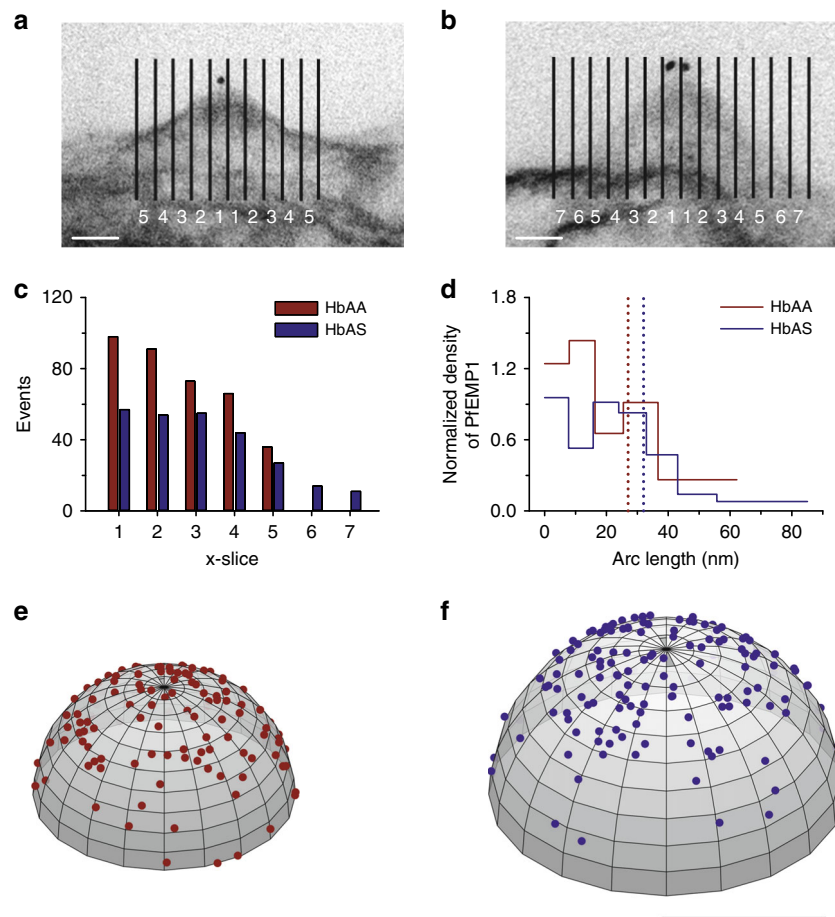 a
b
5 4 3 2 1 1 2 3 4 5
7 6 5 4 3 2 1 1 2 3 4 5 6 7
c
120
80
40
0
Events
HbAA
HbAS
1 2 3 4 5 6 7
x-slice
d
1.8
1.2
0.6
0.0
Normalized density
of PfEMP1
HbAA
HbAS
0 20 40 60 80
Arc length (nm)
e
f